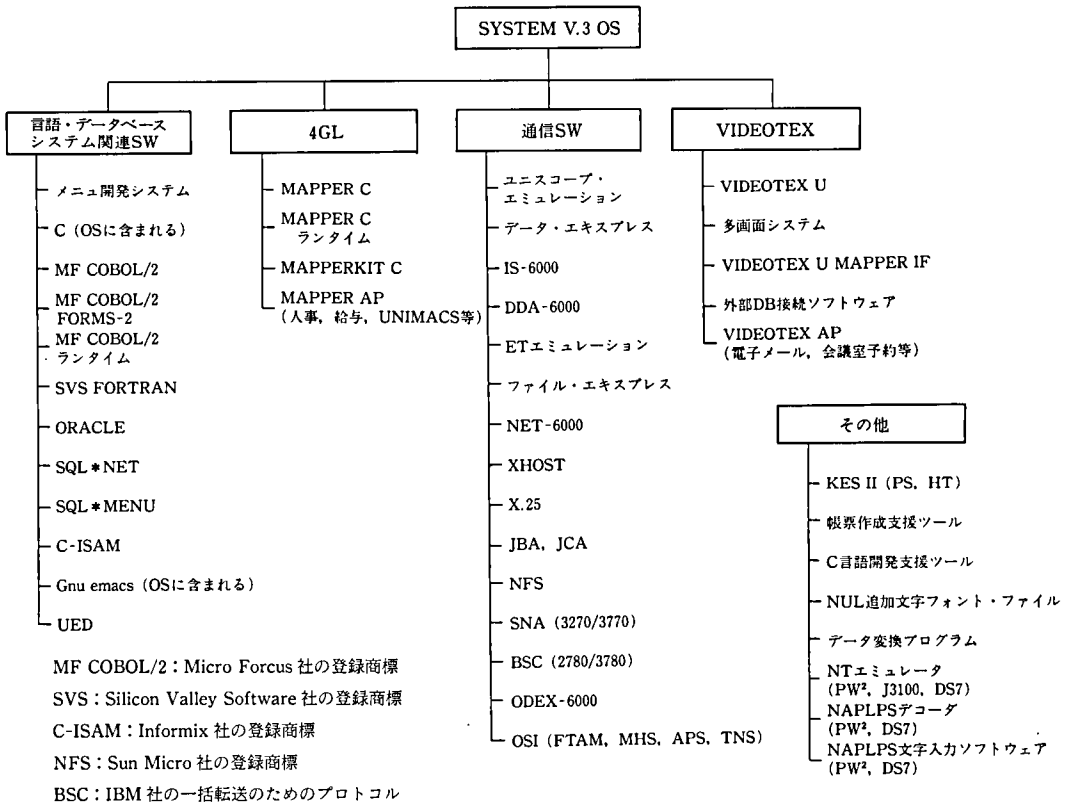 SYSTEM V.3 OS
言語・データベース
システム関連SW
メニュ開発システム
C (OSに含まれる)
MF COBOL/2
MF COBOL/2
FORMS-2
MF COBOL/2
ランタイム
SVS FORTRAN
ORACLE
SQL*NET
SQL*MENU
C-ISAM
Gnu emacs (OSに含まれる)
UED
4GL
MAPPER C
MAPPER C
ランタイム
MAPPERKIT C
MAPPER AP
(人事, 給与, UNIMACS等)
通信SW
ユニスコープ・
エミュレーション
データ・エキスプレス
IS-6000
DDA-6000
ETエミュレーション
ファイル・エキスプレス
NET-6000
XHOST
X.25
JBA, JCA
NFS
SNA (3270/3770)
BSC (2780/3780)
ODEX-6000
OSI (FTAM, MHS, APS, TNS)
VIDEOTEX
VIDEOTEX U
多画面システム
VIDEOTEX U MAPPER IF
外部DB接続ソフトウェア
VIDEOTEX AP
(電子メール, 会議室予約等)
その他
KES II (PS, HT)
帳票作成支援ツール
C言語開発支援ツール
NUL追加文字フォント・ファイル
データ変換プログラム
NTエミュレータ
(PW², J3100, DS7)
NAPLPSデコーダ
(PW², DS7)
NAPLPS文字入力ソフトウェア
(PW², DS7)
MF COBOL/2：Micro Forcus 社の登録商標
SVS：Silicon Valley Software 社の登録商標
C-ISAM：Informix 社の登録商標
NFS：Sun Micro 社の登録商標
BSC：IBM 社の一括転送のためのプロトコル